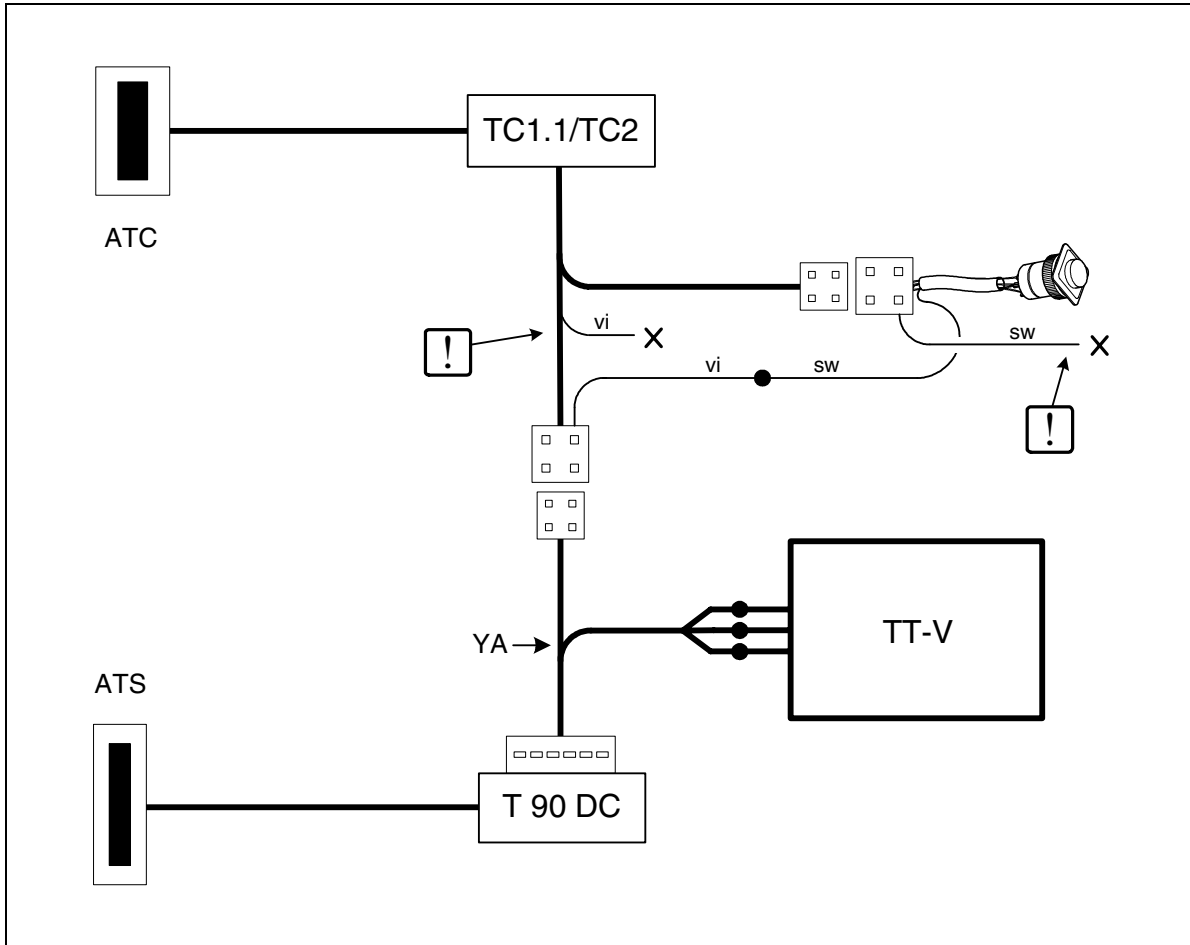 TC1.1/TC2
ATC
vi
X
sw
X
!
vi
sw
!
YA
TT-V
ATS
T 90 DC